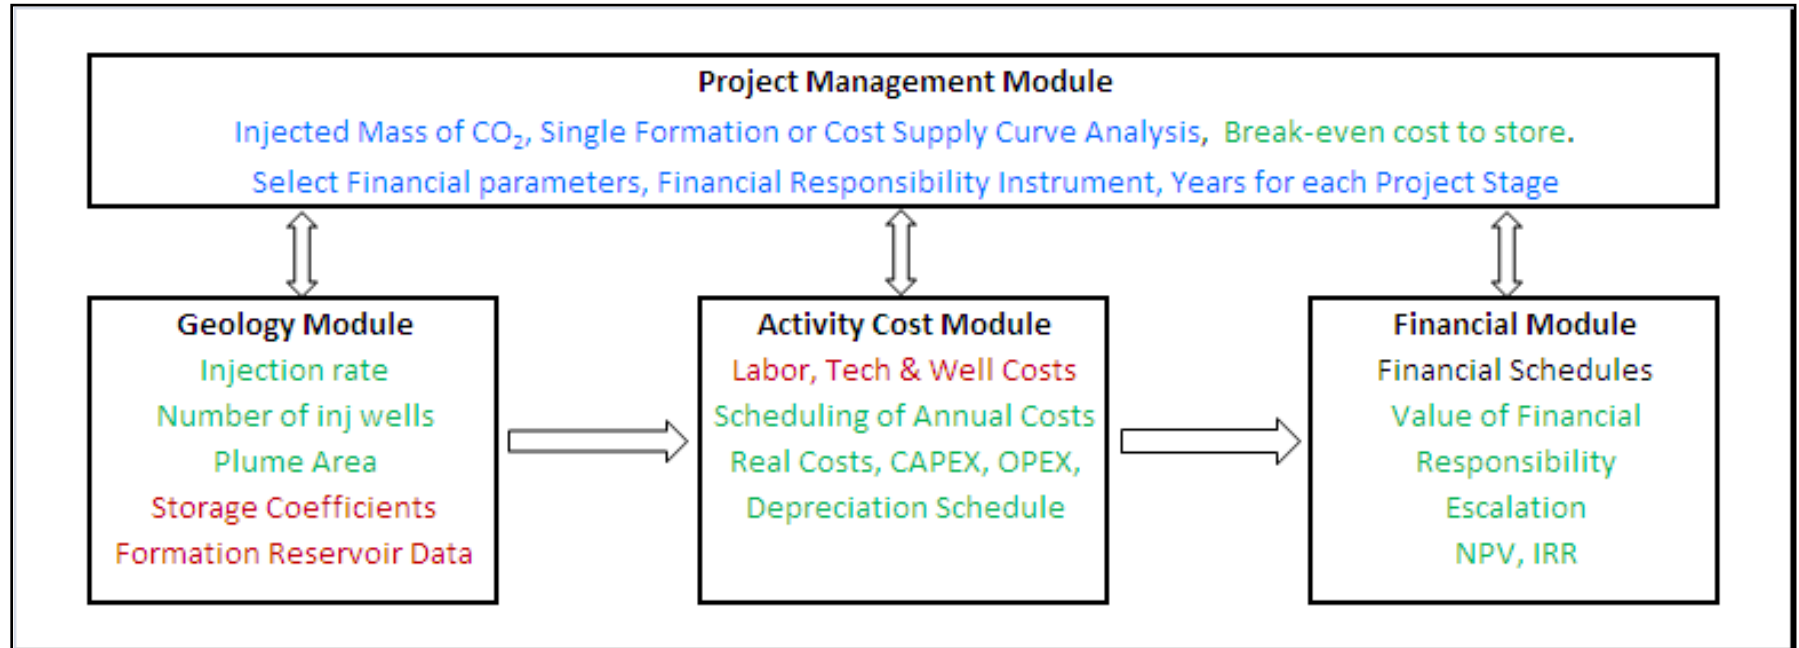 Project Management Module
Injected Mass of CO₂, Single Formation or Cost Supply Curve Analysis, Break-even cost to store.
Select Financial parameters, Financial Responsibility Instrument, Years for each Project Stage
Geology Module
Injection rate
Number of inj wells
Plume Area
Storage Coefficients
Formation Reservoir Data
Activity Cost Module
Labor, Tech & Well Costs
Scheduling of Annual Costs
Real Costs, CAPEX, OPEX,
Depreciation Schedule
Financial Module
Financial Schedules
Value of Financial
Responsibility
Escalation
NPV, IRR